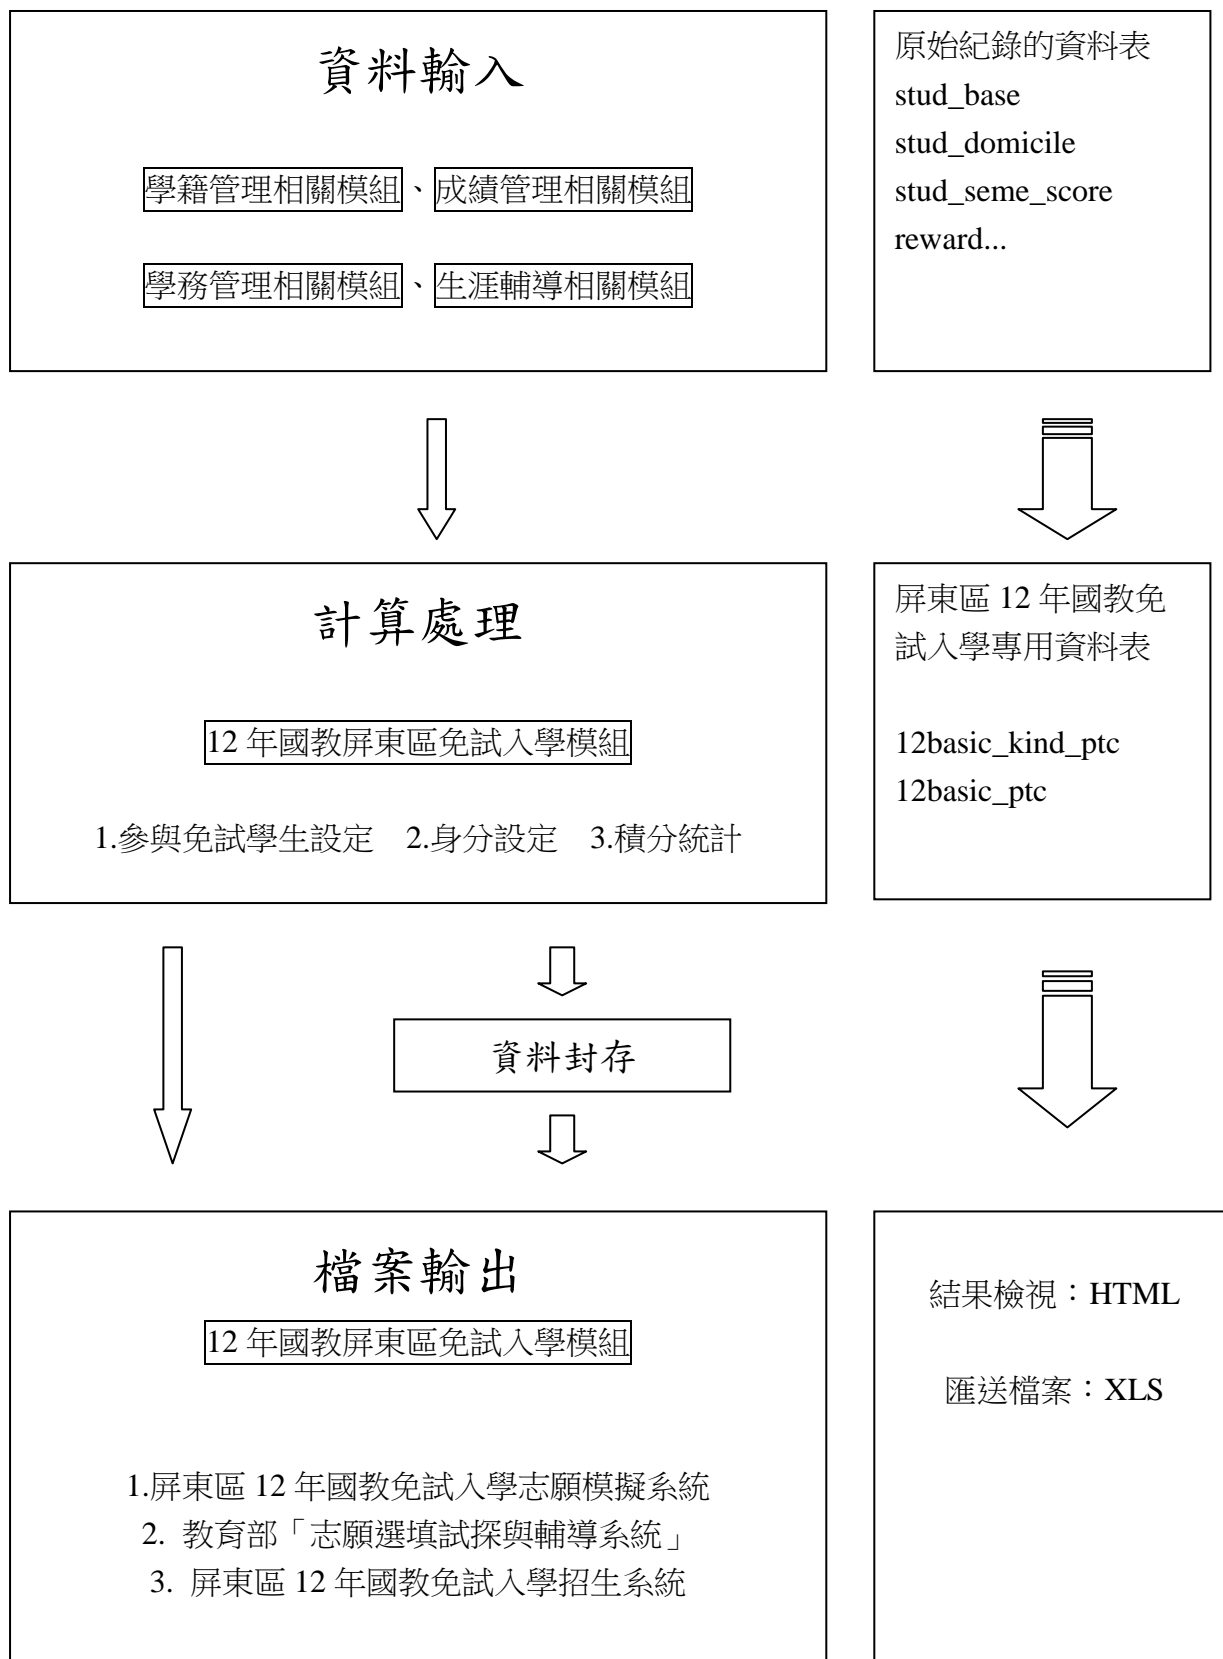 資料輸入
學籍管理相關模組、成績管理相關模組
學務管理相關模組、生涯輔導相關模組
原始紀錄的資料表
stud_base
stud_domicile
stud_seme_score
reward...
計算處理
12 年國教屏東區免試入學模組
1.參與免試學生設定 2.身分設定 3.積分統計
屏東區 12 年國教免
試入學專用資料表
12basic_kind_ptc
12basic_ptc
資料封存
檔案輸出
12 年國教屏東區免試入學模組
1.屏東區 12 年國教免試入學志願模擬系統
2. 教育部「志願選填試探與輔導系統」
3. 屏東區 12 年國教免試入學招生系統
結果檢視：HTML
匯送檔案：XLS